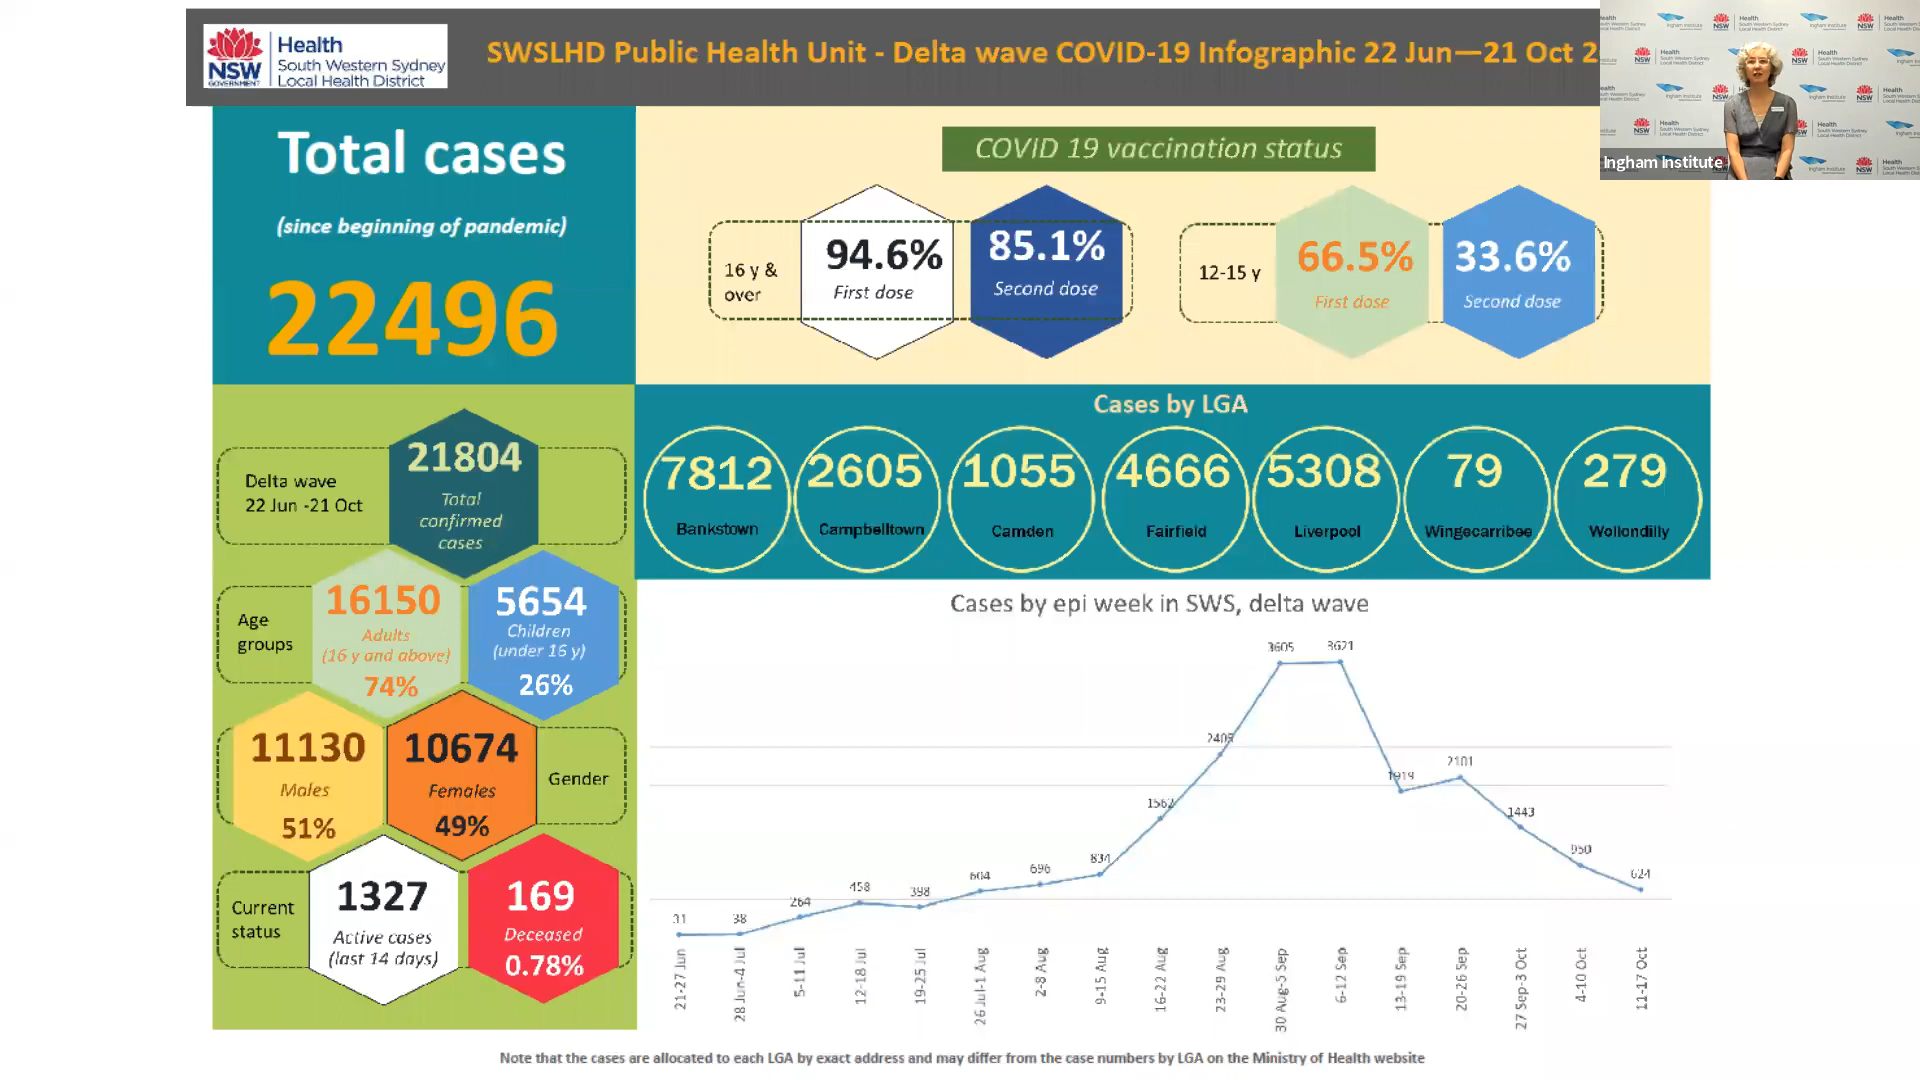 Health
South Western Sydney
Local Health District
NSW
GOVERNMENT
SWSLHD Public Health Unit - Delta wave COVID-19 Infographic 22 Jun—21 Oct 2
Ingham Institute
Total cases
(since beginning of pandemic)
22496
COVID 19 vaccination status
16 y &
over
94.6%
First dose
85.1%
Second dose
12-15 y
66.5%
First dose
33.6%
Second dose
Cases by LGA
7812
Bankstown
2605
Campbelltown
1055
Camden
4666
Fairfield
5308
Liverpool
79
Wingecarribee
279
Wollondilly
Delta wave
22 Jun -21 Oct
21804
Total
confirmed
cases
Age
groups
16150
Adults
(16 y and above)
74%
5654
Children
(under 16 y)
26%
11130
Males
51%
10674
Females
49%
Gender
Current
status
1327
Active cases
(last 14 days)
169
Deceased
0.78%
Cases by epi week in SWS, delta wave
31
38
264
458
398
604
696
834
1562
3605
3621
1919
2101
1443
950
624
21-27 Jun
28 Jun-4 Jul
5-11 Jul
12-18 Jul
19-25 Jul
26 Jul-1 Aug
2-8 Aug
9-15 Aug
16-22 Aug
23-29 Aug
30 Aug-5 Sep
6-12 Sep
13-19 Sep
20-26 Sep
27 Sep-3 Oct
4-10 Oct
11-17 Oct
Note that the cases are allocated to each LGA by exact address and may differ from the case numbers by LGA on the Ministry of Health website